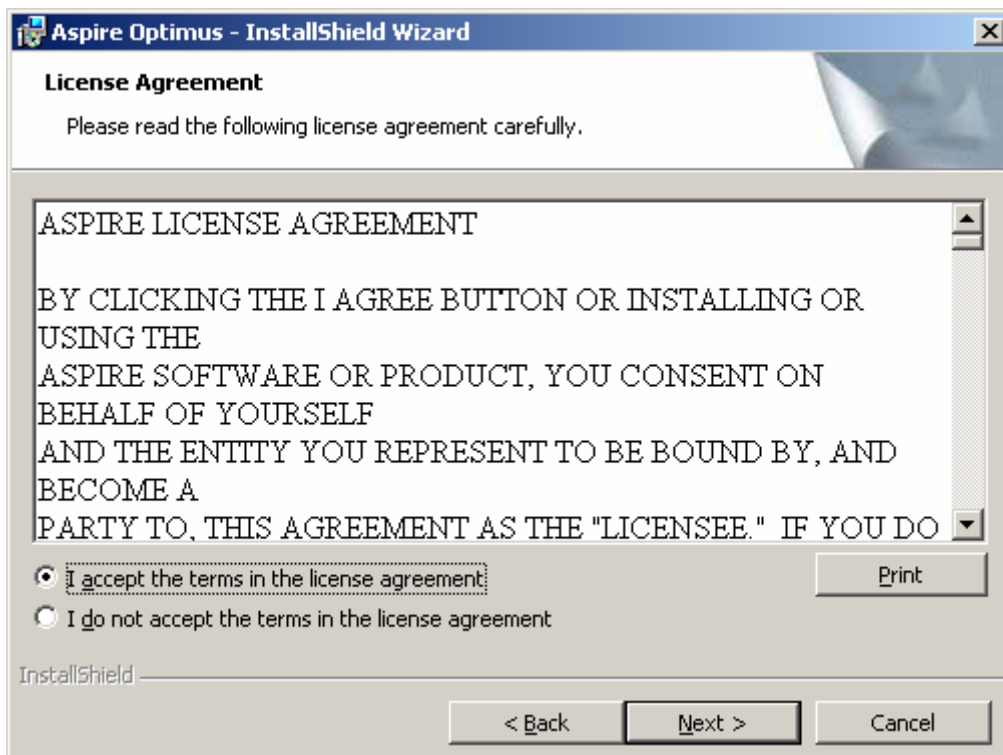 Aspire Optimus - InstallShield Wizard
License Agreement
Please read the following license agreement carefully.
ASPIRE LICENSE AGREEMENT
BY CLICKING THE I AGREE BUTTON OR INSTALLING OR
USING THE
ASPIRE SOFTWARE OR PRODUCT, YOU CONSENT ON
BEHALF OF YOURSELF
AND THE ENTITY YOU REPRESENT TO BE BOUND BY, AND
BECOME A
PARTY TO, THIS AGREEMENT AS THE "LICENSEE."  IF YOU DO
I accept the terms in the license agreement
Print
I do not accept the terms in the license agreement
InstallShield
< Back
Next >
Cancel